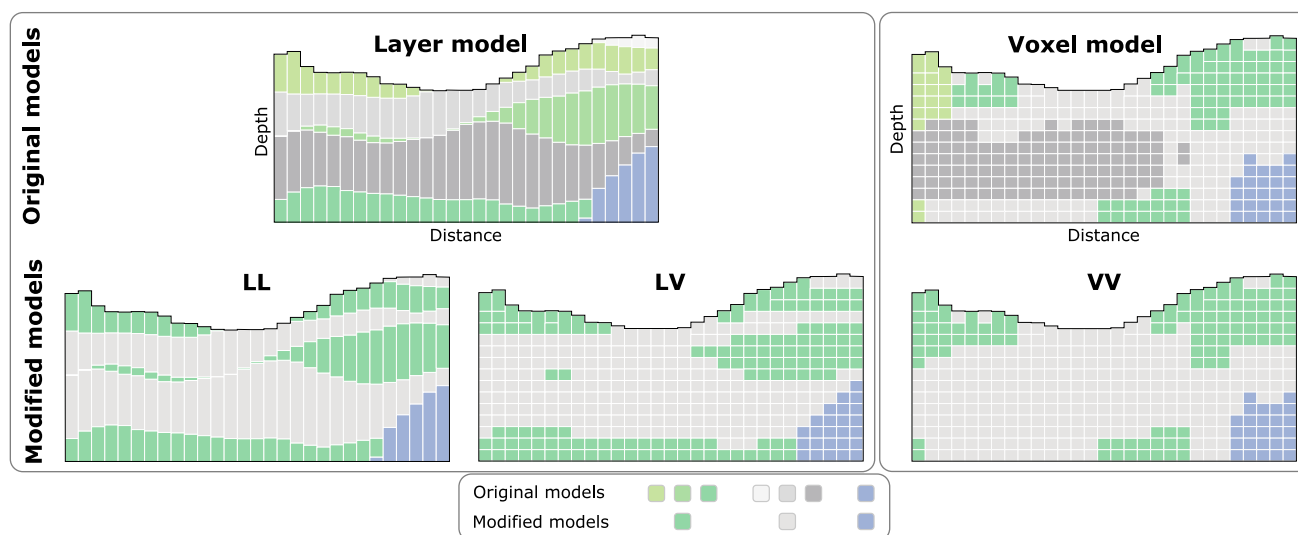 Original models
Layer model
Depth
Distance
Voxel model
Depth
Distance
Modified models
LL
LV
VV
Original models
Modified models